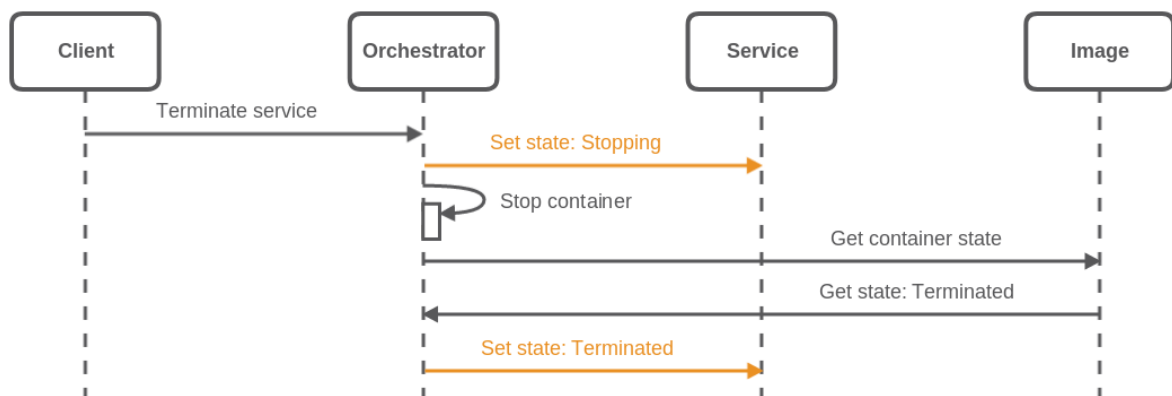 Client
Orchestrator
Service
Image
Terminate service
Set state: Stopping
Stop container
Get container state
Get state: Terminated
Set state: Terminated